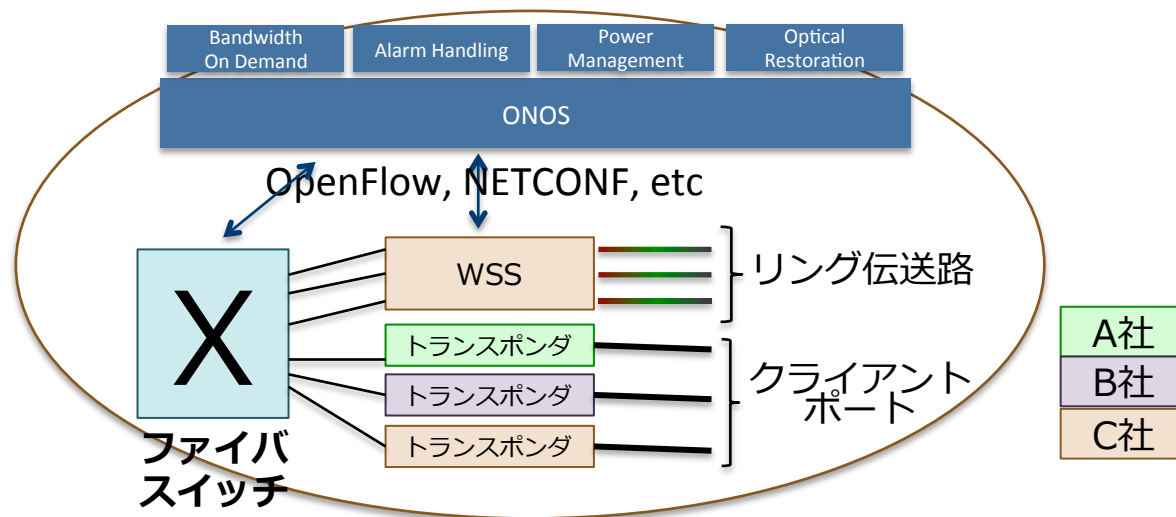 Bandwidth
On Demand
Alarm Handling
Power
Management
Optical
Restoration
ONOS
OpenFlow, NETCONF, etc
X
ファイバ
スイッチ
WSS
リング伝送路
トランスポンダ
トランスポンダ
トランスポンダ
クライアント
ポート
A社
B社
C社